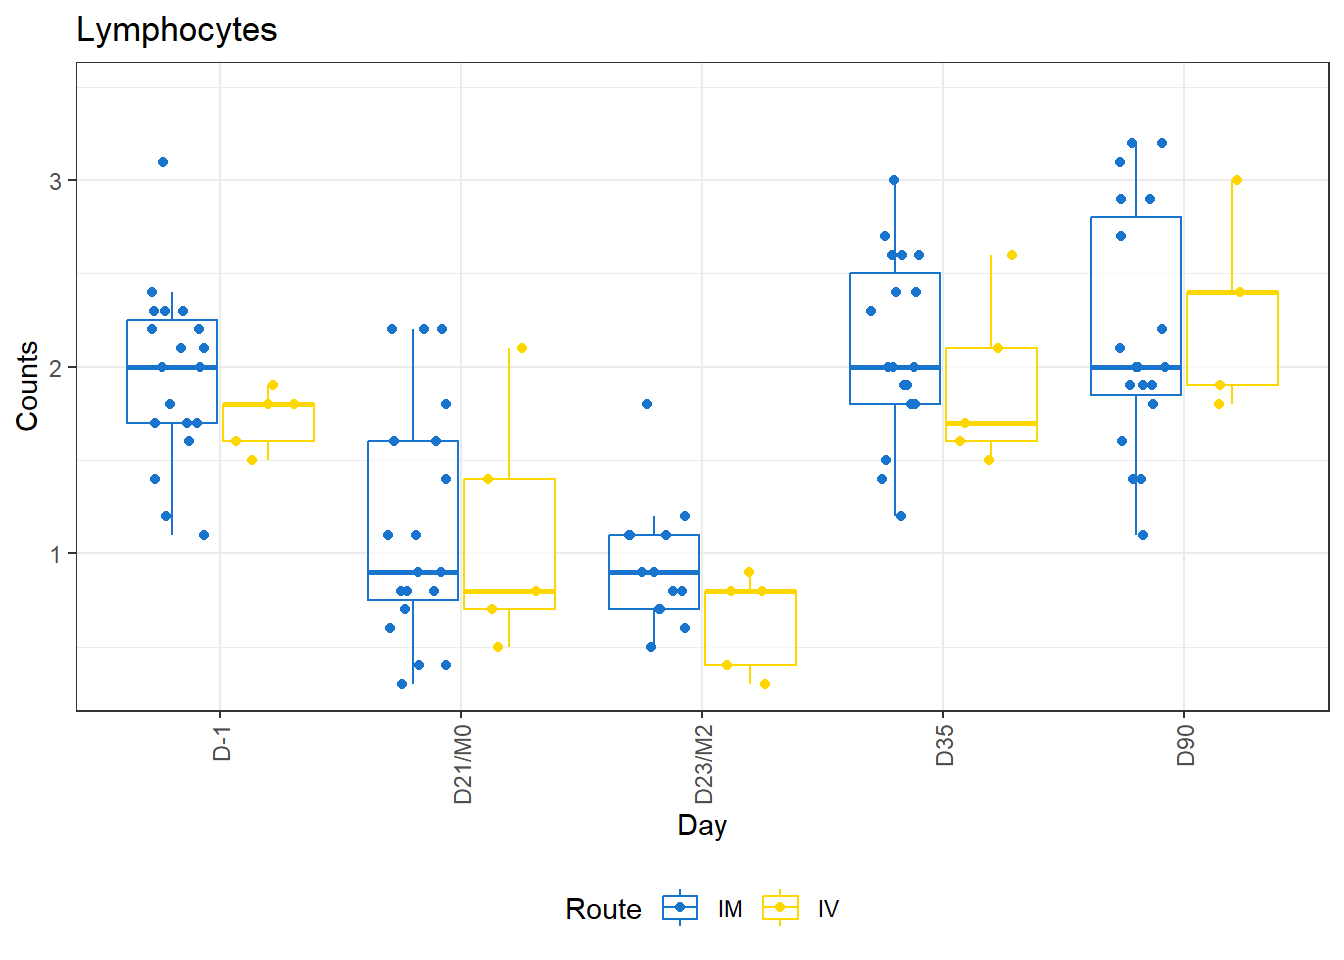 Lymphocytes
Counts
3
2
1
D-1
D21/M0
D23/M2
D35
D90
Day
Route IM IV